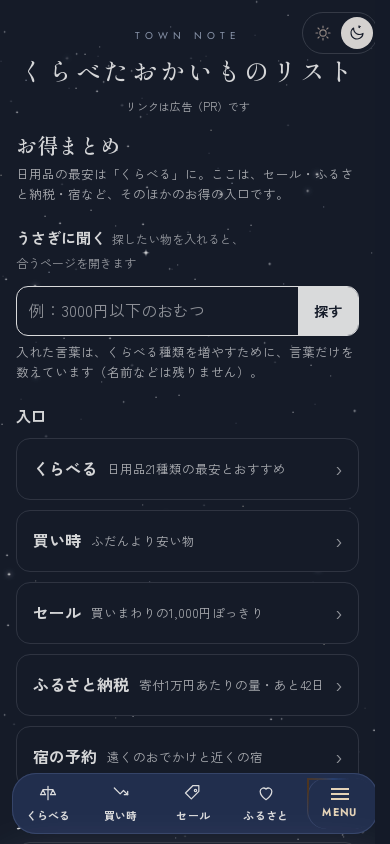 TOWN NOTE
くらべたおかいものリスト
リンクは広告（PR）です
お得まとめ
日用品の最安は「くらべる」に。ここは、セール・ふるさ
と納税・宿など、そのほかのお得の入口です。
うさぎに聞く 探したい物を入れると、
合うページを開きます
例：3000円以下のおむつ
探す
入れた言葉は、くらべる種類を増やすために、言葉だけを
数えています（名前などは残りません）。
入口
くらべる 日用品21種類の最安とおすすめ ›
買い時 ふだんより安い物 ›
セール 買いまわりの1,000円ぽっきり ›
ふるさと納税 寄付1万円あたりの量・あと42日 ›
宿の予約 遠くのおでかけと近くの宿 ›
くらべる 買い時 セール ふるさと MENU